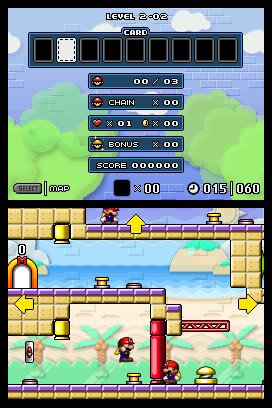 LEVEL 2-02
CARD
00 / 03
CHAIN × 00
× 01 × 00
BONUS × 00
SCORE 000000
SELECT MAP
× 00
015 060
0